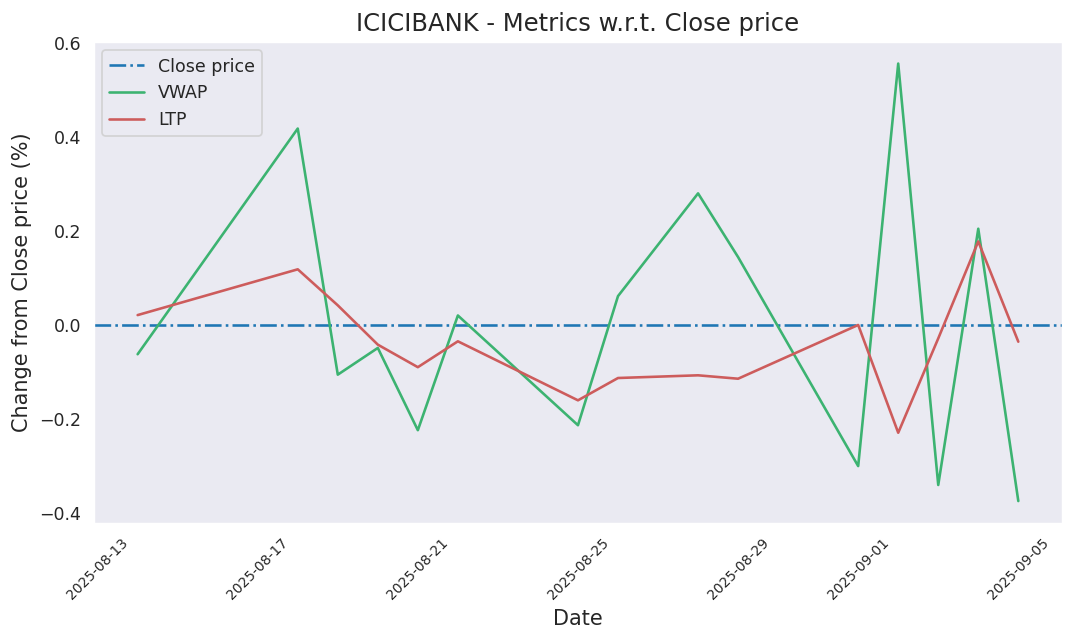 ICICIBANK - Metrics w.r.t. Close price
Close price
VWAP
LTP
Change from Close price (%)
0.6
0.4
0.2
0.0
−0.2
−0.4
2025-08-13
2025-08-17
2025-08-21
2025-08-25
2025-08-29
2025-09-01
2025-09-05
Date